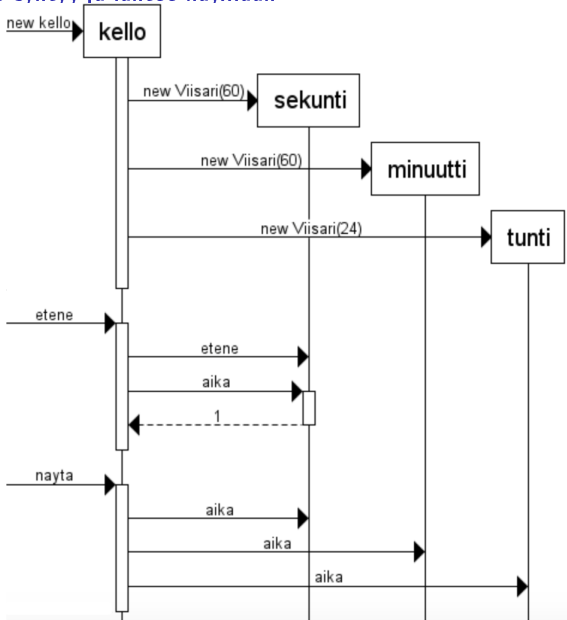 new kello
kello
new Viisari(60)
sekunti
new Viisari(60)
minuutti
new Viisari(24)
tunti
etene
etene
aika
1
nayta
aika
aika
aika